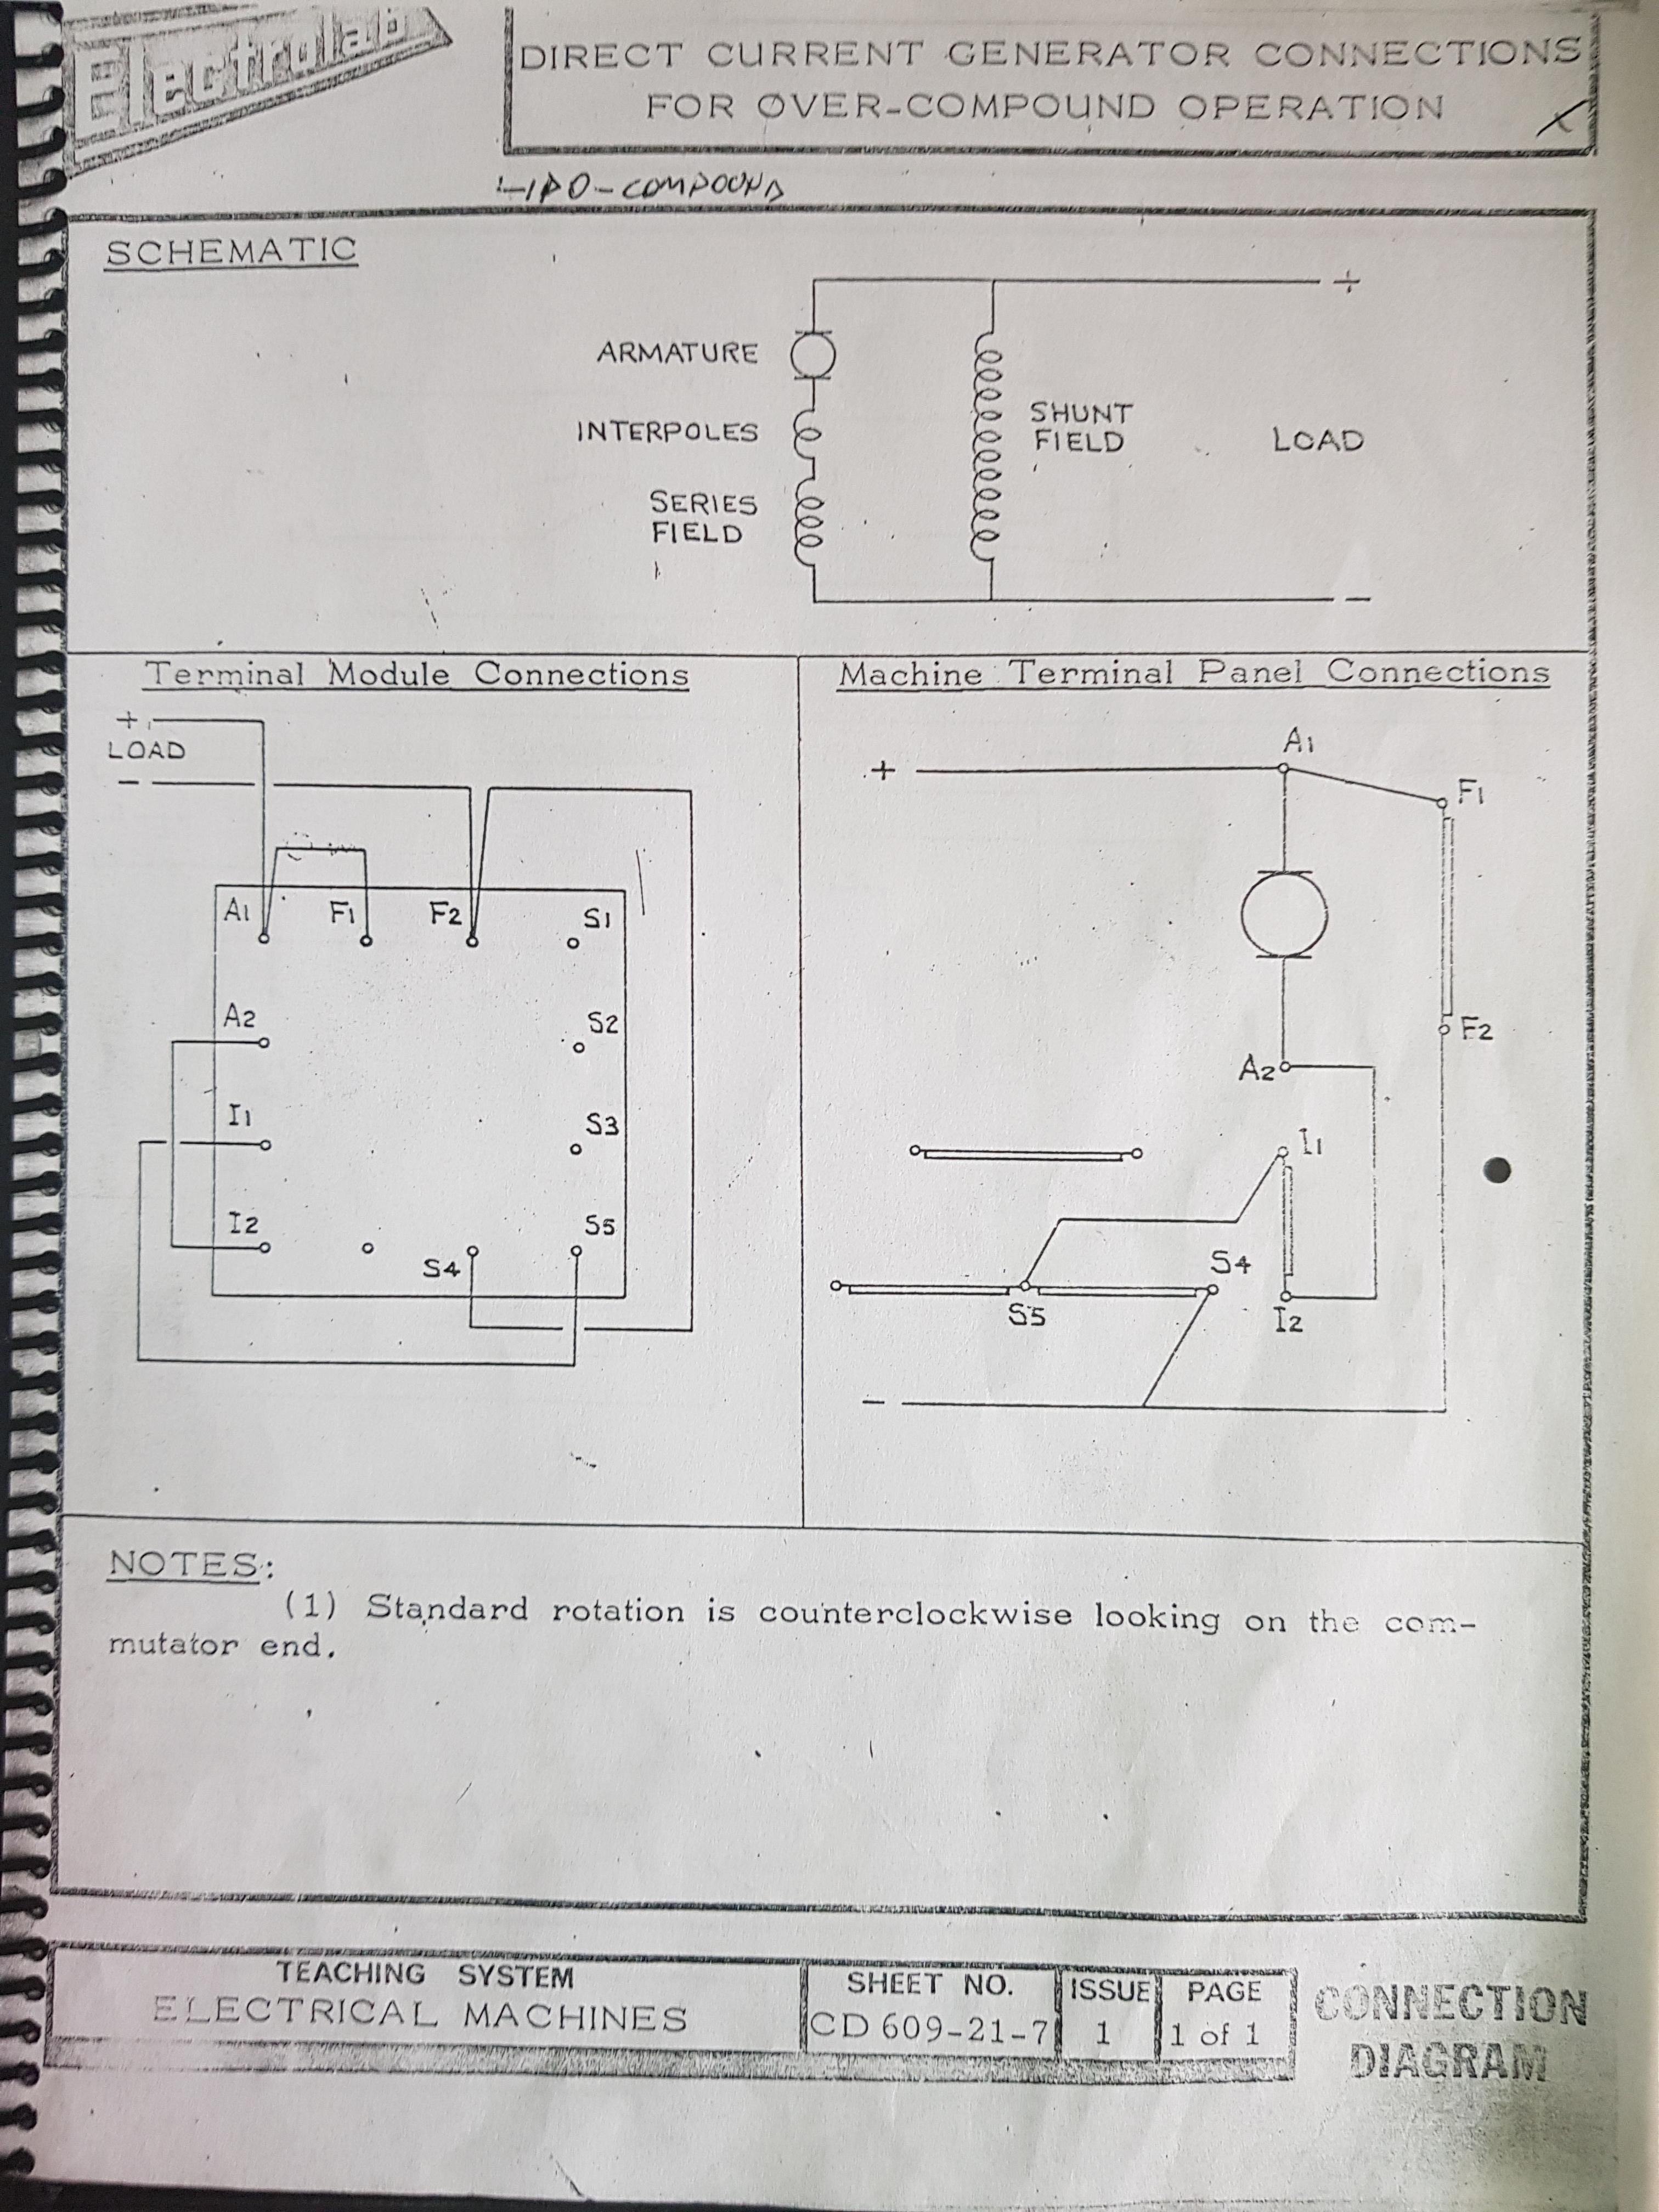 Electrolab
DIRECT CURRENT GENERATOR CONNECTIONS
FOR OVER-COMPOUND OPERATION
SCHEMATIC
+
ARMATURE
INTERPOLES
SHUNT
FIELD
LOAD
SERIES
FIELD
–
Terminal Module Connections
+
LOAD
–
A1 F1 F2 S1
A2 S2
I1 S3
I2 S4 S5
Machine Terminal Panel Connections
A1
+
F1
F2
A2
I1
S4
S5
I2
–
NOTES:
(1) Standard rotation is counterclockwise looking on the com-
mutator end.
TEACHING SYSTEM
ELECTRICAL MACHINES
SHEET NO.
CD 609-21-7
ISSUE
1
PAGE
1 of 1
CONNECTION
DIAGRAM